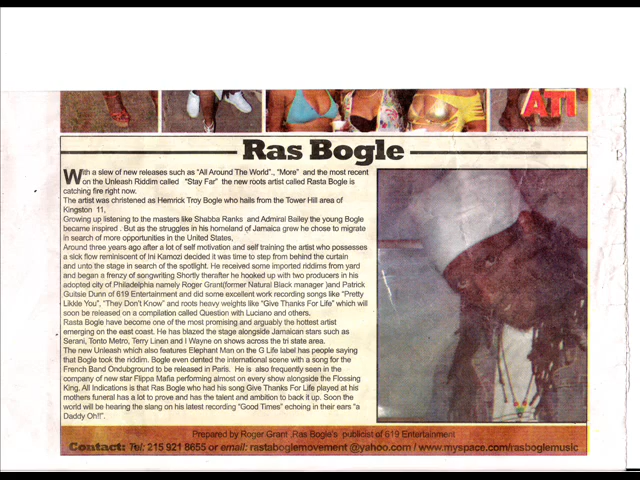 ATI
Ras Bogle
With a slew of new releases such as "All Around The World"., "More" and the most recent
on the Unleash Riddim called "Stay Far" the new roots artist called Rasta Bogle is
catching fire right now.
The artist was christened as Hemrick Troy Bogle who hails from the Tower Hill area of
Kingston 11,
Growing up listening to the masters like Shabba Ranks and Admiral Bailey the young Bogle
became inspired . But as the struggles in his homeland of Jamaica grew he chose to migrate
in search of more opportunities in the United States,
Around three years ago after a lot of self motivation and self training the artist who possesses
a sick flow reminiscent of Ini Kamozi decided it was time to step from behind the curtain
and unto the stage in search of the spotlight. He received some imported riddims from yard
and began a frenzy of songwriting Shortly therafter he hooked up with two producers in his
adopted city of Philadelphia namely Roger Grant(former Natural Black manager )and Patrick
Guitsie Dunn of 619 Entertainment and did some excellent work recording songs like "Pretty
Likkle You", "They Don't Know" and roots heavy weights like "Give Thanks For Life" which will
soon be released on a compilation called Question with Luciano and others.
Rasta Bogle have become one of the most promising and arguably the hottest artist
emerging on the east coast. He has blazed the stage alongside Jamaican stars such as
Serani, Tonto Metro, Terry Linen and I Wayne on shows across the tri state area.
The new Unleash which also features Elephant Man on the G Life label has people saying
that Bogle took the riddim. Bogle even dented the international scene with a song for the
French Band Ondubground to be released in Paris. He is also frequently seen in the
company of new star Flippa Mafia performing almost on every show alongside the Flossing
King, All Indications is that Ras Bogle who had his song Give Thanks For Life played at his
mothers funeral has a lot to prove and has the talent and ambition to back it up. Soon the
world will be hearing the slang on his latest recording "Good Times" echoing in their ears "a
Daddy Oh!!".
Prepared by Roger Grant .Ras Bogle's publicist of 619 Entertainment
Contact: Tel: 215 921 8655 or email: rastaboglemovement @yahoo.com / www.myspace.com/rasboglemusic